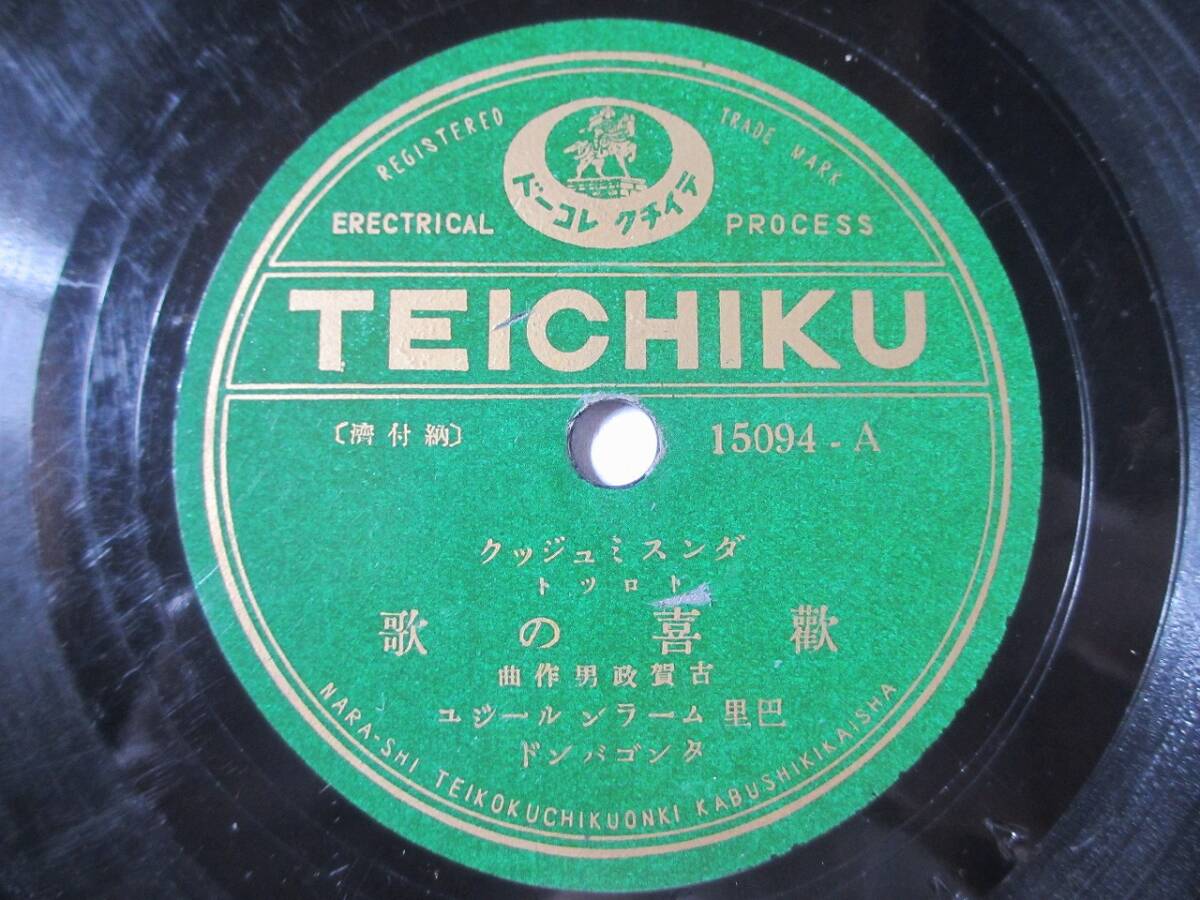 REGISTERED TRADE MARK
テイチクレコード
ERECTRICAL PROCESS
TEICHIKU
〔納付濟〕
15094 - A
ダンスミュジック
トロツト
歡喜の歌
古賀政男作曲
巴里ムーランルージユ
タンゴバンド
NARA-SHI TEIKOKUCHIKUONKI KABUSHIKIKAISHA